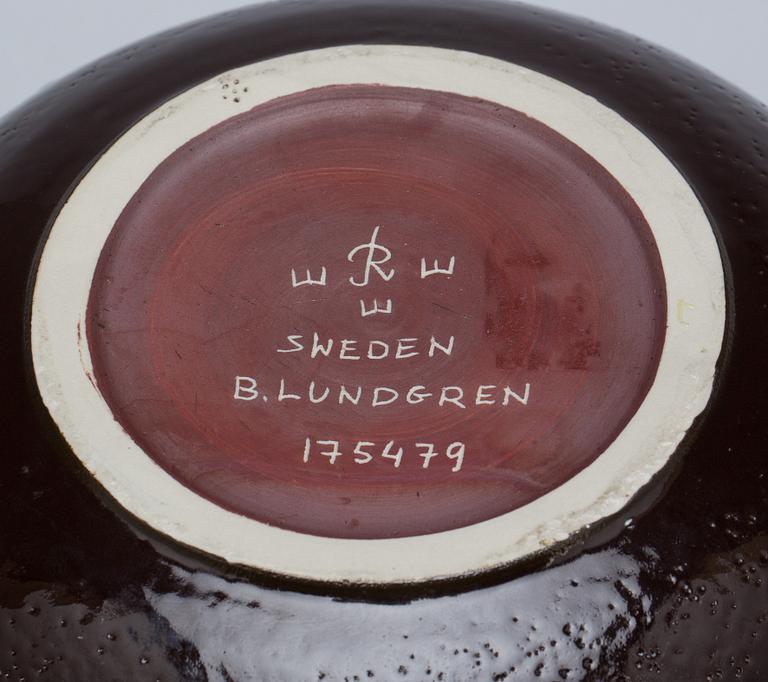 R
SWEDEN
B. LUNDGREN
175479